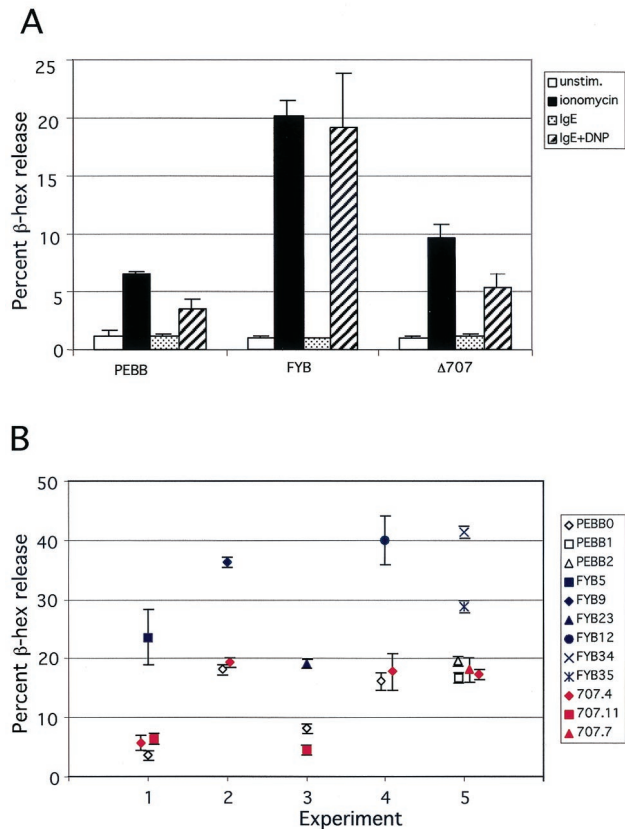 A
Percent β-hex release
25
20
15
10
5
0
PEBB
FYB
Δ707
unstim.
ionomycin
IgE
IgE+DNP
B
Percent β-hex release
50
40
30
20
10
0
1
2
3
4
5
Experiment
PEBB0
PEBB1
PEBB2
FYB5
FYB9
FYB23
FYB12
FYB34
FYB35
707.4
707.11
707.7